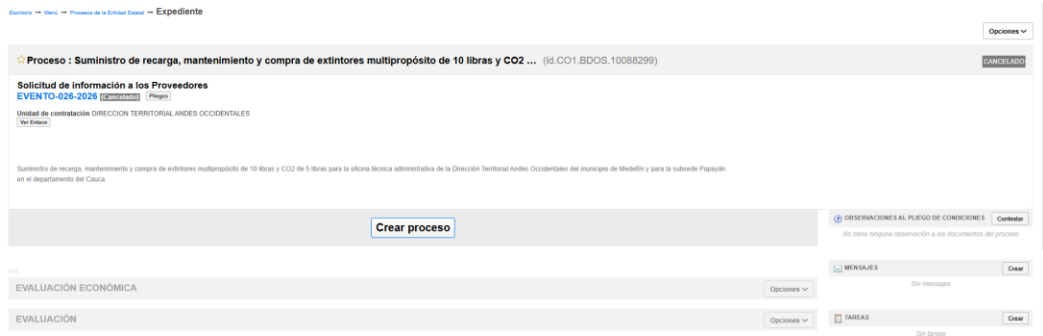 Escritorio → Menú → Procesos de la Entidad Estatal → Expediente
Opciones
Proceso : Suministro de recarga, mantenimiento y compra de extintores multipropósito de 10 libras y CO2 ... (id.CO1.BDOS.10088299)
CANCELADO
Solicitud de información a los Proveedores
EVENTO-026-2026 (Cancelado) Pliegos
Unidad de contratación DIRECCION TERRITORIAL ANDES OCCIDENTALES
Ver Enlace
Suministro de recarga, mantenimiento y compra de extintores multipropósito de 10 libras y CO2 de 5 libras para la oficina técnica administrativa de la Dirección Territorial Andes Occidentales del municipio de Medellín y para la subsede Popayán
en el departamento del Cauca.
Crear proceso
OBSERVACIONES AL PLIEGO DE CONDICIONES Contestar
No tiene ninguna observación a los documentos del proceso
MENSAJES Crear
Sin mensajes
EVALUACIÓN ECONÓMICA Opciones
EVALUACIÓN Opciones
TAREAS Crear
Sin tareas